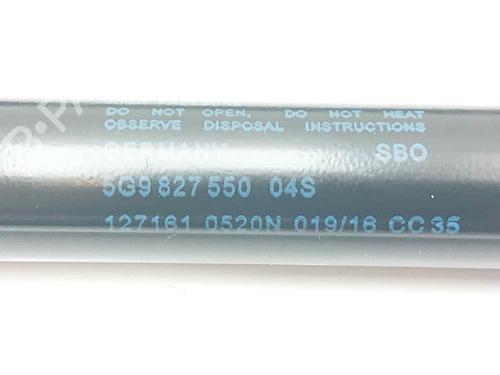 DO NOT OPEN, DO NOT HEAT
OBSERVE DISPOSAL INSTRUCTIONS
GERMANY SBO
5G9 827 550 04S
127161 0520N 019/16 CC 35